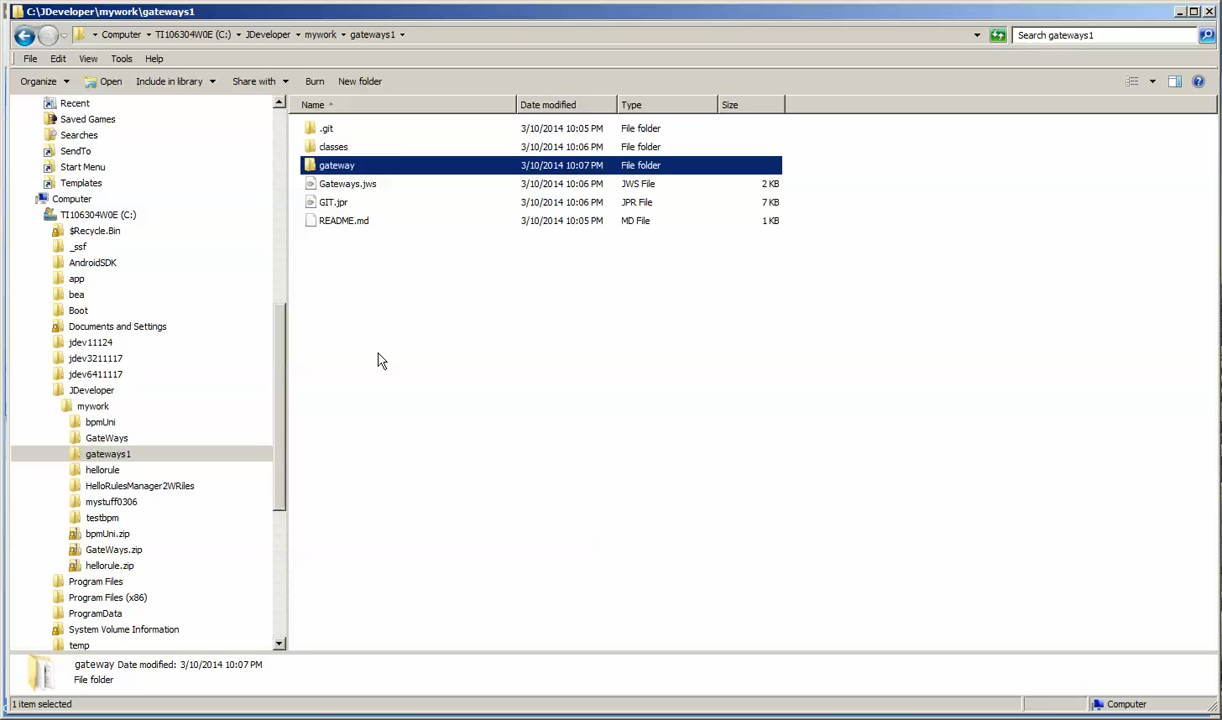 C:\JDeveloper\mywork\gateways1
Computer TI106304W0E (C:) JDeveloper mywork gateways1
Search gateways1
File Edit View Tools Help
Organize Open Include in library Share with Burn New folder
Recent
Saved Games
Searches
SendTo
Start Menu
Templates
Computer
TI106304W0E (C:)
$Recycle.Bin
_ssf
AndroidSDK
app
bea
Boot
Documents and Settings
jdev11124
jdev3211117
jdev6411117
JDeveloper
mywork
bpmUni
GateWays
gateways1
hellorule
HelloRulesManager2WRiles
mystuff0306
testbpm
bpmUni.zip
GateWays.zip
hellorule.zip
Program Files
Program Files (x86)
ProgramData
System Volume Information
temp
Name Date modified Type Size
.git 3/10/2014 10:05 PM File folder
classes 3/10/2014 10:06 PM File folder
gateway 3/10/2014 10:07 PM File folder
Gateways.jws 3/10/2014 10:06 PM JWS File 2 KB
GIT.jpr 3/10/2014 10:06 PM JPR File 7 KB
README.md 3/10/2014 10:05 PM MD File 1 KB
gateway Date modified: 3/10/2014 10:07 PM
File folder
1 item selected
Computer